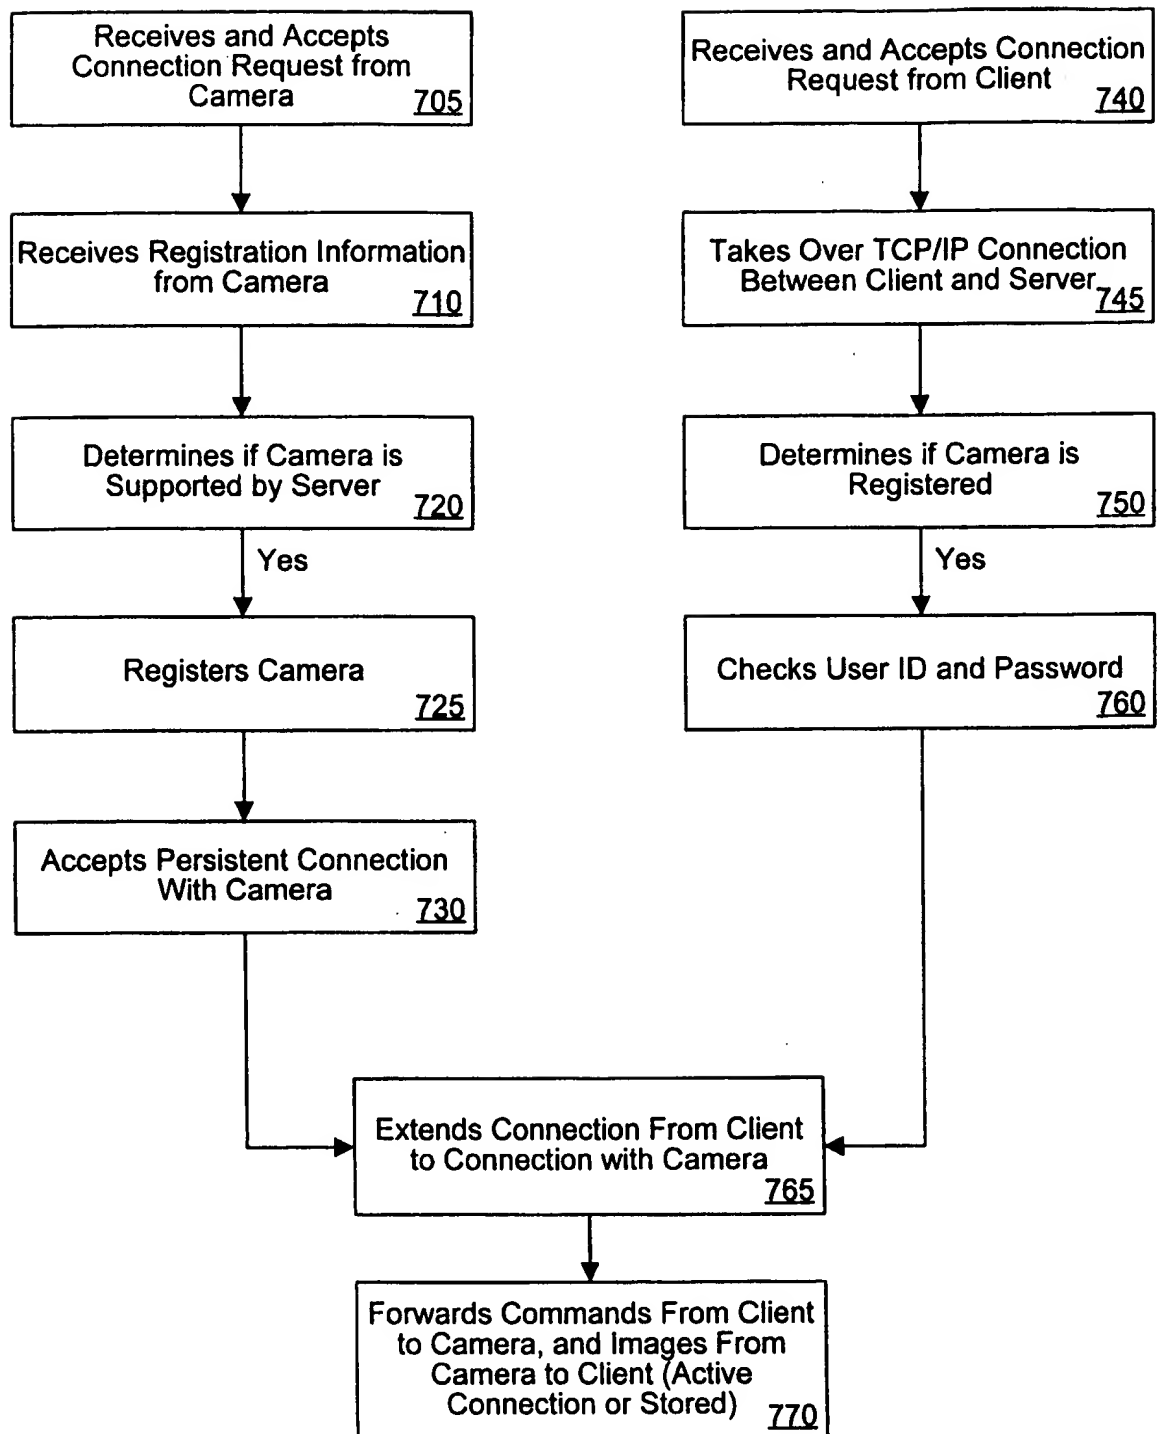 Receives and Accepts
Connection Request from
Camera
705
Receives Registration Information
from Camera
710
Determines if Camera is
Supported by Server
720
Yes
Registers Camera
725
Accepts Persistent Connection
With Camera
730
Receives and Accepts Connection
Request from Client
740
Takes Over TCP/IP Connection
Between Client and Server
745
Determines if Camera is
Registered
750
Yes
Checks User ID and Password
760
Extends Connection From Client
to Connection with Camera
765
Forwards Commands From Client
to Camera, and Images From
Camera to Client (Active
Connection or Stored)
770